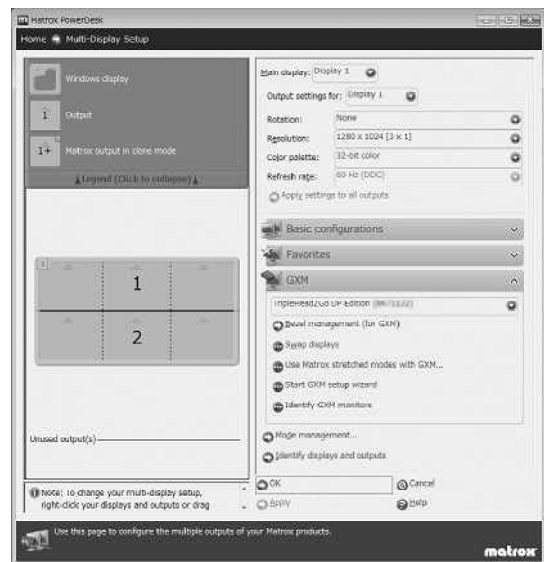 Matrox PowerDesk
Home Multi-Display Setup
Windows display
1 Output
1+ Matrox output in clone mode
Legend (Click to collapse)
1
1
2
Unused output(s)
Note: To change your multi-display setup,
right-click your displays and outputs or drag
Main display: Display 1
Output settings for: Display 1
Rotation: None
Resolution: 1280 x 1024 [3 x 1]
Color palette: 32-bit color
Refresh rate: 60 Hz (DDC)
Apply settings to all outputs
Basic configurations
Favorites
GXM
TripleHead2Go DP Edition
Bezel management (for GXM)
Swap displays
Use Matrox stretched modes with GXM...
Start GXM setup wizard
Identify GXM monitors
Mode management...
Identify displays and outputs
OK Cancel
Apply Help
Use this page to configure the multiple outputs of your Matrox products.
matrox